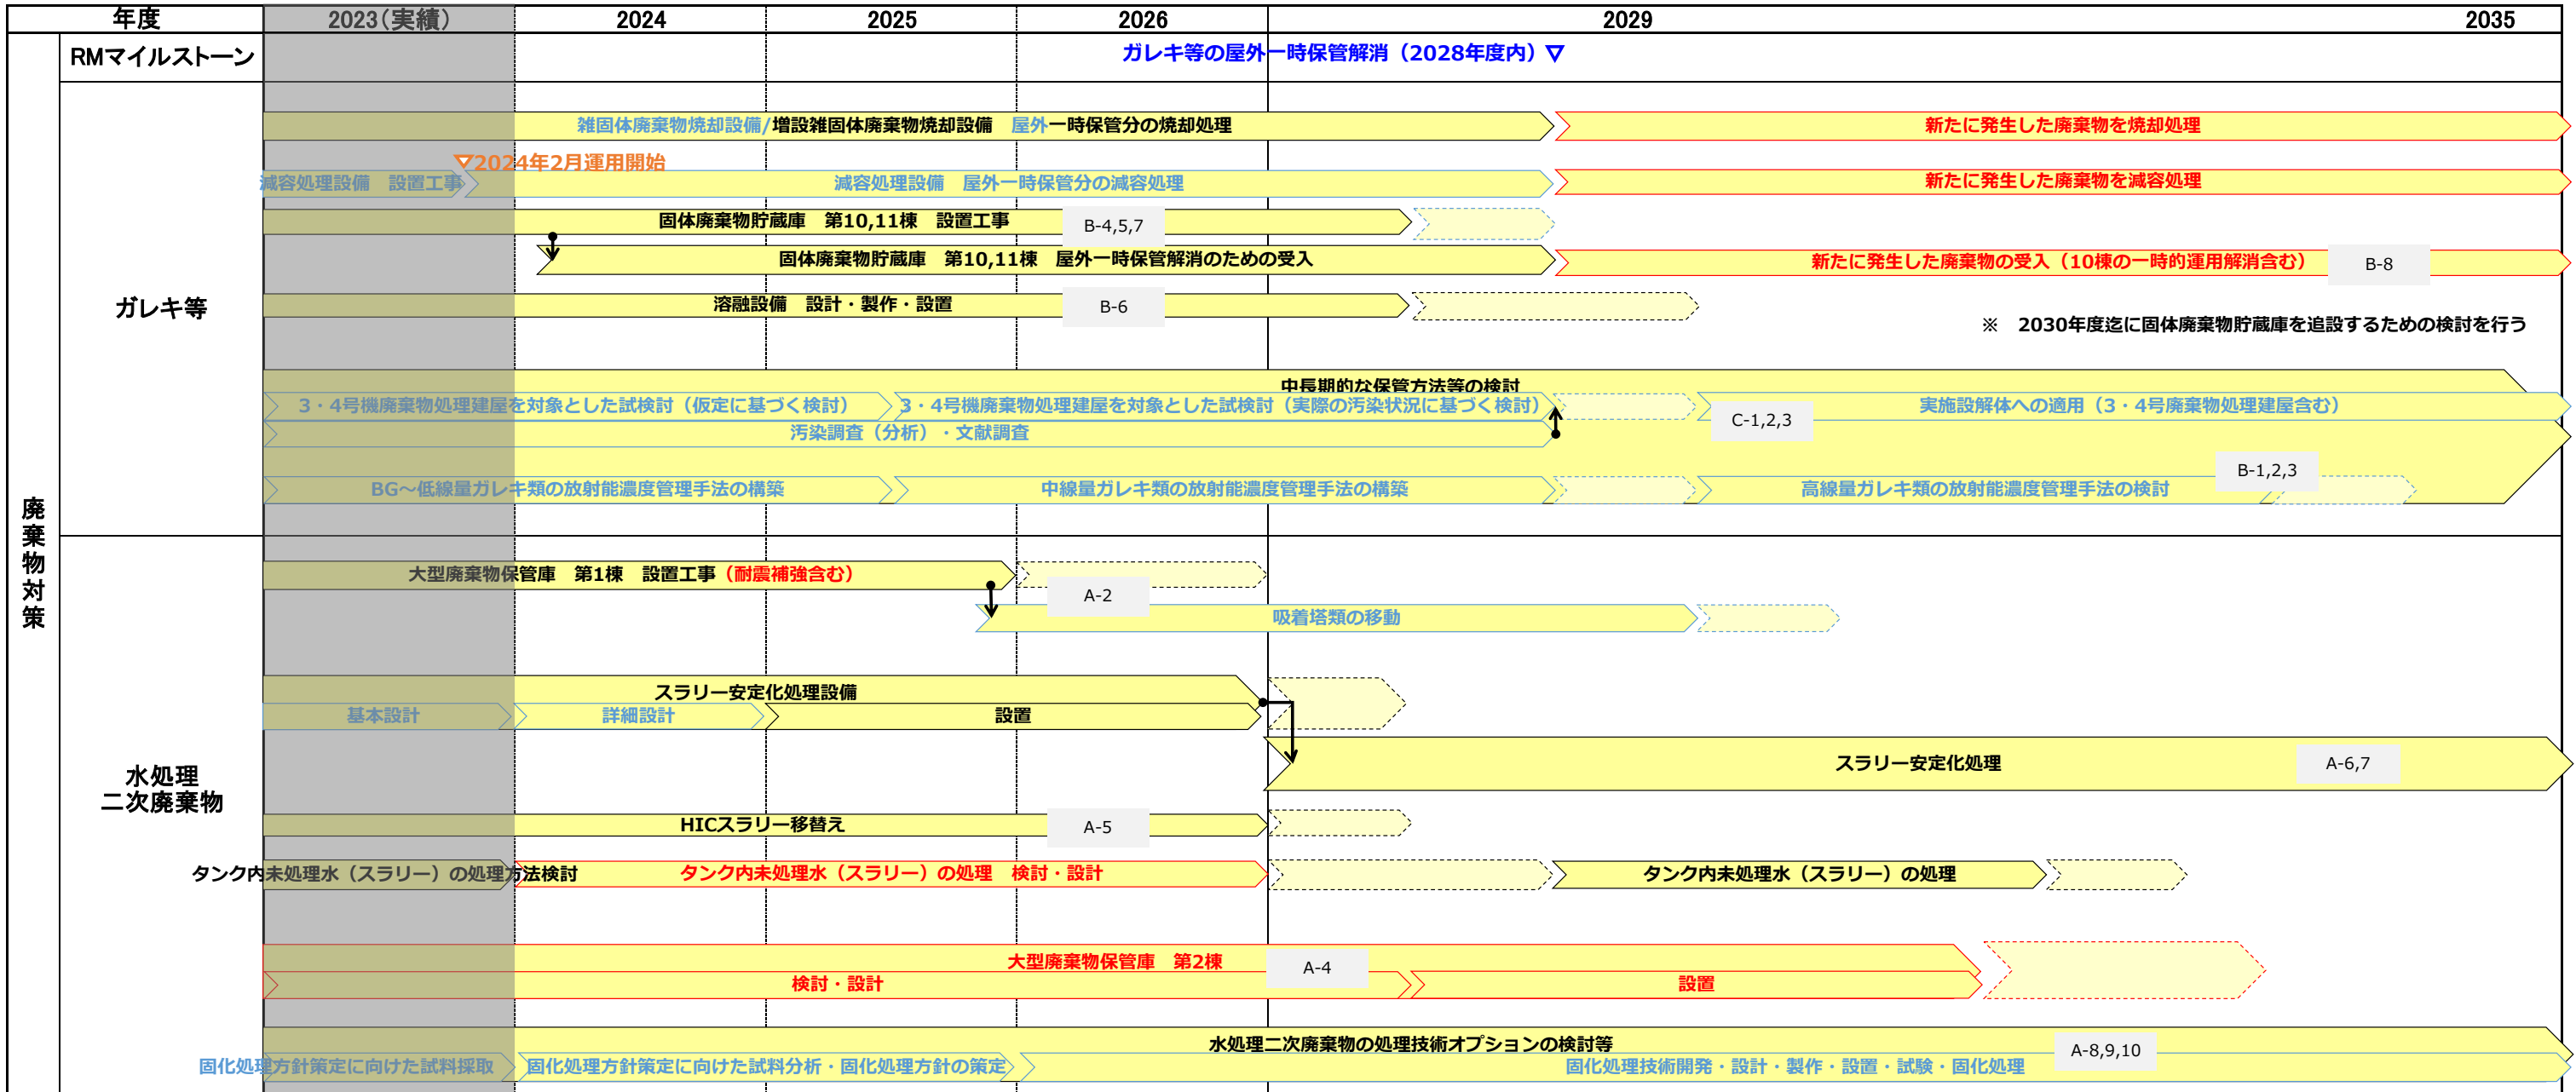 年度
2023(実績)
2024
2025
2026
2029
2035
RMマイルストーン
ガレキ等の屋外一時保管解消（2028年度内）▽
廃棄物対策
ガレキ等
雑固体廃棄物焼却設備/増設雑固体廃棄物焼却設備　屋外一時保管分の焼却処理
新たに発生した廃棄物を焼却処理
▽2024年2月運用開始
減容処理設備　設置工事
減容処理設備　屋外一時保管分の減容処理
新たに発生した廃棄物を減容処理
固体廃棄物貯蔵庫　第10,11棟　設置工事
B-4,5,7
固体廃棄物貯蔵庫　第10,11棟　屋外一時保管解消のための受入
新たに発生した廃棄物の受入（10棟の一時的運用解消含む）
B-8
溶融設備　設計・製作・設置
B-6
※　2030年度迄に固体廃棄物貯蔵庫を追設するための検討を行う
中長期的な保管方法等の検討
3・4号機廃棄物処理建屋を対象とした試検討（仮定に基づく検討）
3・4号機廃棄物処理建屋を対象とした試検討（実際の汚染状況に基づく検討）
実施設解体への適用（3・4号廃棄物処理建屋含む）
C-1,2,3
汚染調査（分析）・文献調査
B-1,2,3
BG～低線量ガレキ類の放射能濃度管理手法の構築
中線量ガレキ類の放射能濃度管理手法の構築
高線量ガレキ類の放射能濃度管理手法の検討
水処理
二次廃棄物
大型廃棄物保管庫　第1棟　設置工事（耐震補強含む）
A-2
吸着塔類の移動
スラリー安定化処理設備
基本設計
詳細設計
設置
スラリー安定化処理
A-6,7
HICスラリー移替え
A-5
タンク内未処理水（スラリー）の処理方法検討
タンク内未処理水（スラリー）の処理　検討・設計
タンク内未処理水（スラリー）の処理
大型廃棄物保管庫　第2棟
A-4
検討・設計
設置
水処理二次廃棄物の処理技術オプションの検討等
A-8,9,10
固化処理方針策定に向けた試料採取
固化処理方針策定に向けた試料分析・固化処理方針の策定
固化処理技術開発・設計・製作・設置・試験・固化処理